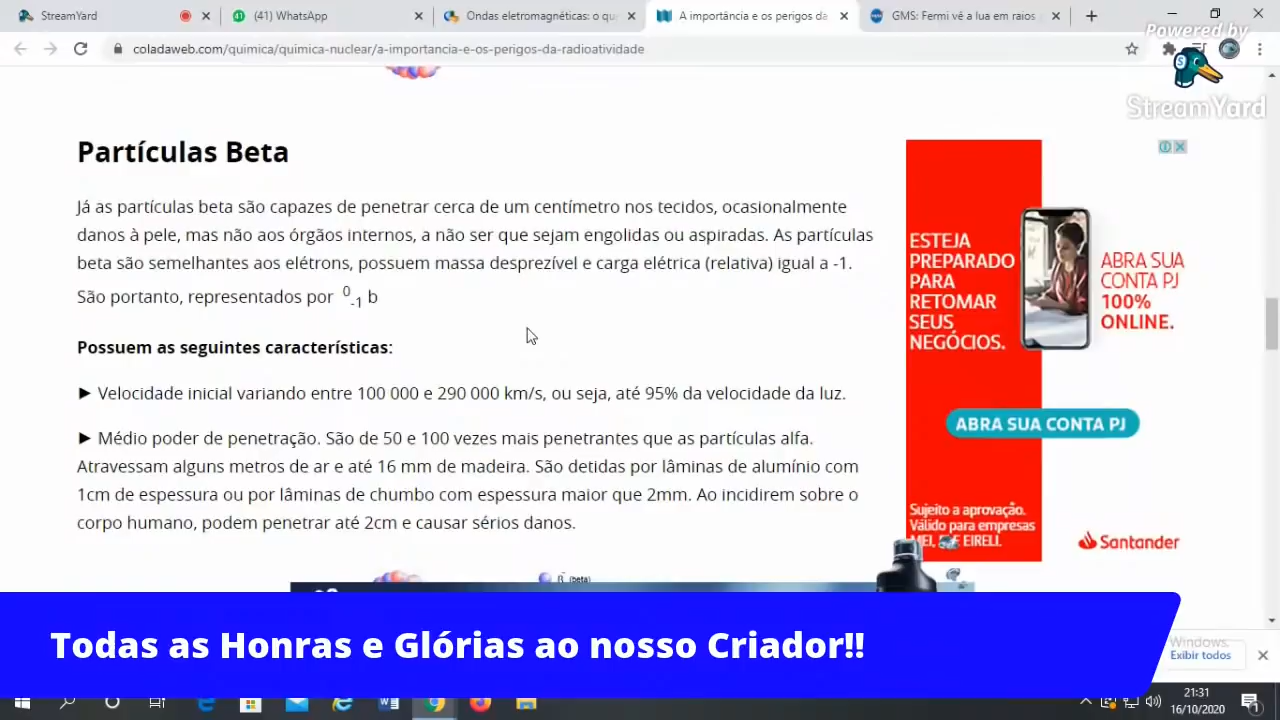 StreamYard
(41) WhatsApp
Ondas eletromagnéticas: o qu
A importância e os perigos da
GMS: Fermi vê a lua em raios
coladaweb.com/quimica/quimica-nuclear/a-importancia-e-os-perigos-da-radioatividade
Powered by
StreamYard
Partículas Beta
Já as partículas beta são capazes de penetrar cerca de um centímetro nos tecidos, ocasionalmente
danos à pele, mas não aos órgãos internos, a não ser que sejam engolidas ou aspiradas. As partículas
beta são semelhantes aos elétrons, possuem massa desprezível e carga elétrica (relativa) igual a -1.
São portanto, representados por 0 -1 b
Possuem as seguintes características:
► Velocidade inicial variando entre 100 000 e 290 000 km/s, ou seja, até 95% da velocidade da luz.
► Médio poder de penetração. São de 50 e 100 vezes mais penetrantes que as partículas alfa.
Atravessam alguns metros de ar e até 16 mm de madeira. São detidas por lâminas de alumínio com
1cm de espessura ou por lâminas de chumbo com espessura maior que 2mm. Ao incidirem sobre o
corpo humano, podem penetrar até 2cm e causar sérios danos.
β- (beta)
ESTEJA
PREPARADO
PARA
RETOMAR
SEUS
NEGÓCIOS.
ABRA SUA
CONTA PJ
100%
ONLINE.
ABRA SUA CONTA PJ
Sujeito a aprovação.
Válido para empresas
MEI, EPE EIRELI.
Santander
Todas as Honras e Glórias ao nosso Criador!!
Windows.
Exibir todos
21:31
16/10/2020